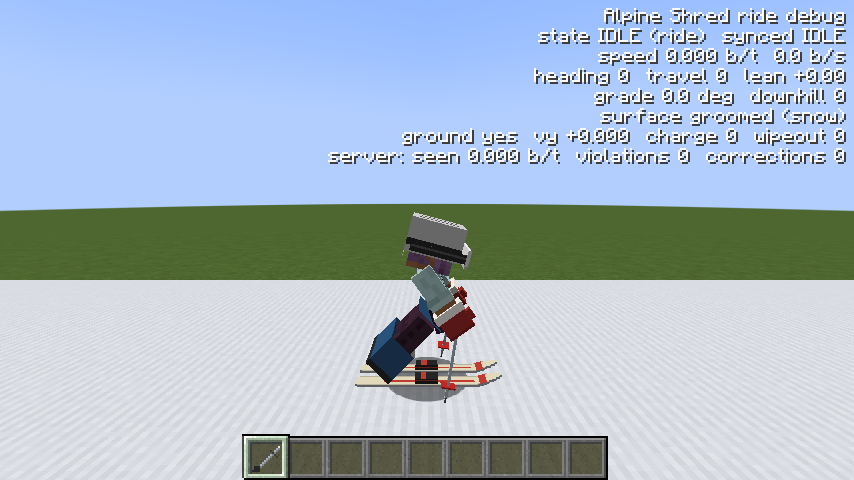 Alpine Shred ride debug
state IDLE (ride) synced IDLE
speed 0.000 b/t 0.0 b/s
heading 0 travel 0 lean +0.00
grade 0.0 deg downhill 0
surface groomed (snow)
ground yes vy +0.000 charge 0 wipeout 0
server: seen 0.000 b/t violations 0 corrections 0